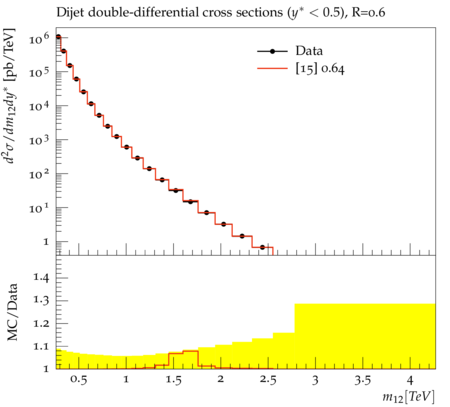 Dijet double-differential cross sections (y* < 0.5), R=0.6
d²σ/dm₁₂dy* [pb/TeV]
10⁶
10⁵
10⁴
10³
10²
10¹
1
Data
[15] 0.64
MC/Data
1.4
1.3
1.2
1.1
1
0.5 1 1.5 2 2.5 3 3.5 4
m₁₂[TeV]